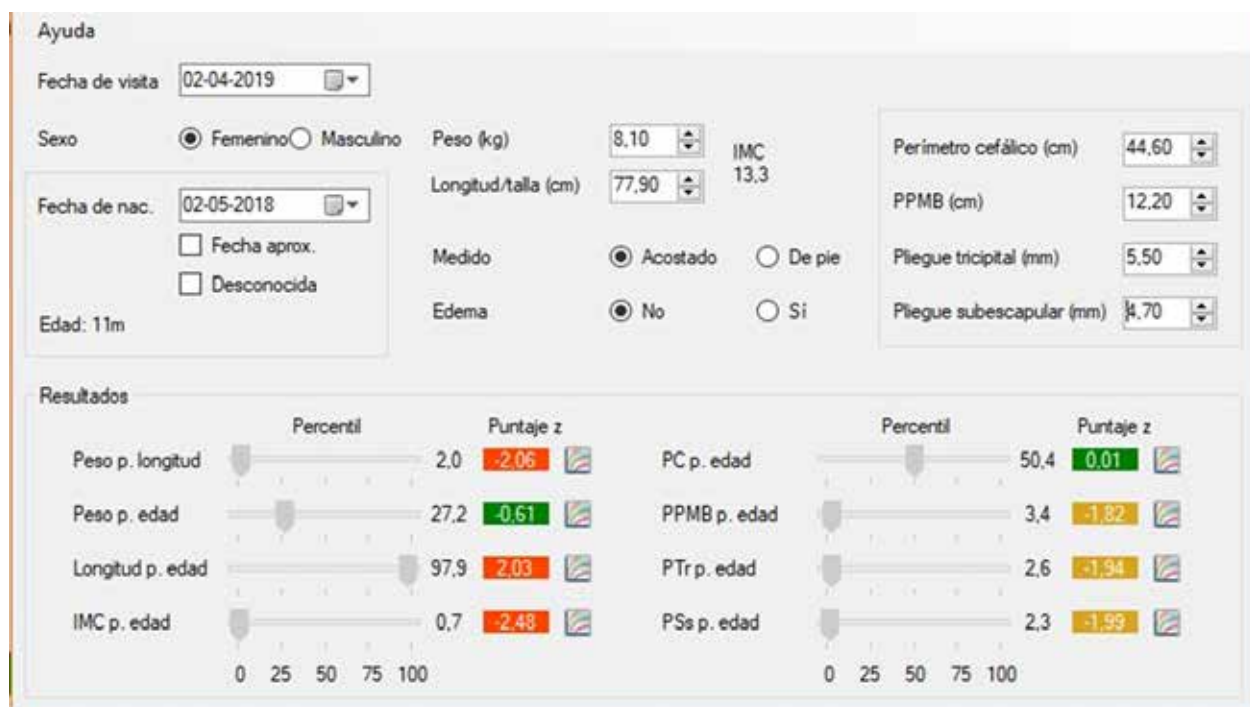 Ayuda
Fecha de visita 02-04-2019
Sexo Femenino Masculino
Fecha de nac. 02-05-2018
Fecha aprox.
Desconocida
Edad: 11m
Peso (kg) 8,10
Longitud/talla (cm) 77,90
IMC
13,3
Medido Acostado De pie
Edema No Sí
Perímetro cefálico (cm) 44,60
PPMB (cm) 12,20
Pliegue tricipital (mm) 5,50
Pliegue subescapular (mm) 4,70
Resultados
Percentil Puntaje z
Peso p. longitud 2,0 -2,06
Peso p. edad 27,2 -0,61
Longitud p. edad 97,9 2,03
IMC p. edad 0,7 -2,48
0 25 50 75 100
Percentil Puntaje z
PC p. edad 50,4 0,01
PPMB p. edad 3,4 -1,82
PTr p. edad 2,6 -1,94
PSs p. edad 2,3 -1,99
0 25 50 75 100